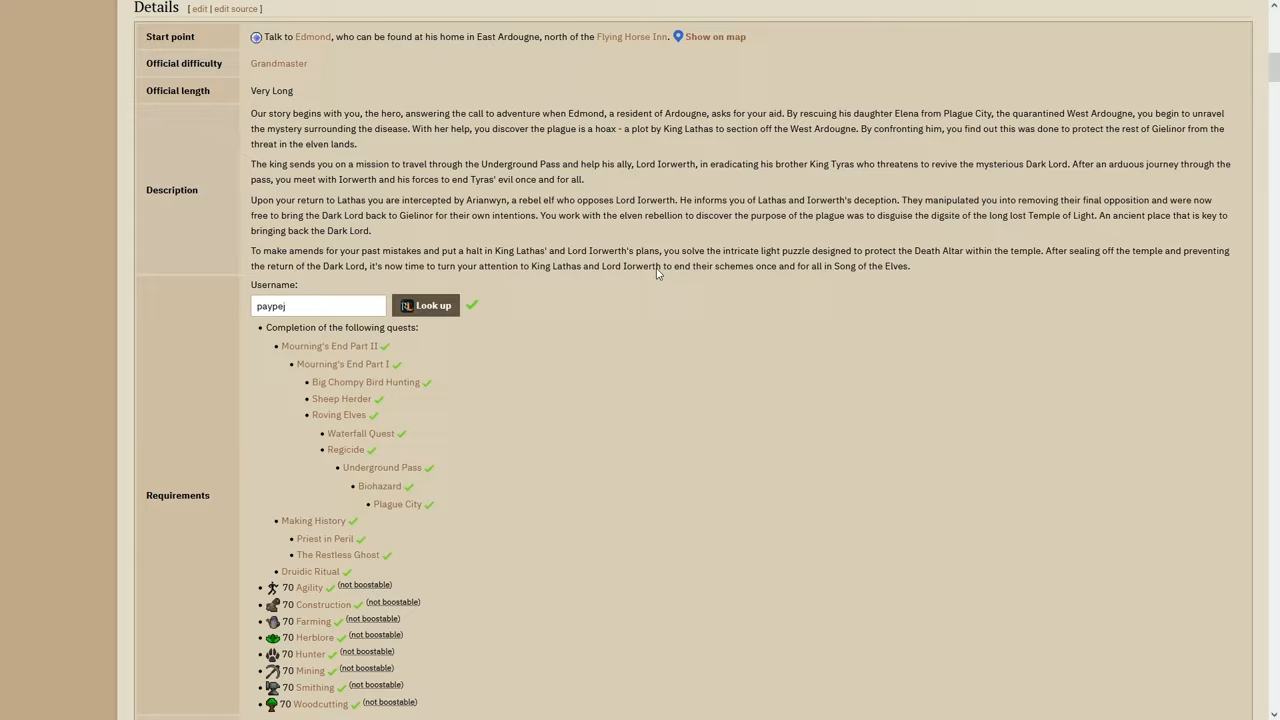 Details [ edit | edit source ]
Start point
Talk to Edmond, who can be found at his home in East Ardougne, north of the Flying Horse Inn. Show on map
Official difficulty
Grandmaster
Official length
Very Long
Description
Our story begins with you, the hero, answering the call to adventure when Edmond, a resident of Ardougne, asks for your aid. By rescuing his daughter Elena from Plague City, the quarantined West Ardougne, you begin to unravel
the mystery surrounding the disease. With her help, you discover the plague is a hoax - a plot by King Lathas to section off the West Ardougne. By confronting him, you find out this was done to protect the rest of Gielinor from the
threat in the elven lands.
The king sends you on a mission to travel through the Underground Pass and help his ally, Lord Iorwerth, in eradicating his brother King Tyras who threatens to revive the mysterious Dark Lord. After an arduous journey through the
pass, you meet with Iorwerth and his forces to end Tyras' evil once and for all.
Upon your return to Lathas you are intercepted by Arianwyn, a rebel elf who opposes Lord Iorwerth. He informs you of Lathas and Iorwerth's deception. They manipulated you into removing their final opposition and were now
free to bring the Dark Lord back to Gielinor for their own intentions. You work with the elven rebellion to discover the purpose of the plague was to disguise the digsite of the long lost Temple of Light. An ancient place that is key to
bringing back the Dark Lord.
To make amends for your past mistakes and put a halt in King Lathas' and Lord Iorwerth's plans, you solve the intricate light puzzle designed to protect the Death Altar within the temple. After sealing off the temple and preventing
the return of the Dark Lord, it's now time to turn your attention to King Lathas and Lord Iorwerth to end their schemes once and for all in Song of the Elves.
Requirements
Username:
paypej Look up
• Completion of the following quests:
• Mourning's End Part II
• Mourning's End Part I
• Big Chompy Bird Hunting
• Sheep Herder
• Roving Elves
• Waterfall Quest
• Regicide
• Underground Pass
• Biohazard
• Plague City
• Making History
• Priest in Peril
• The Restless Ghost
• Druidic Ritual
• 70 Agility (not boostable)
• 70 Construction (not boostable)
• 70 Farming (not boostable)
• 70 Herblore (not boostable)
• 70 Hunter (not boostable)
• 70 Mining (not boostable)
• 70 Smithing (not boostable)
• 70 Woodcutting (not boostable)